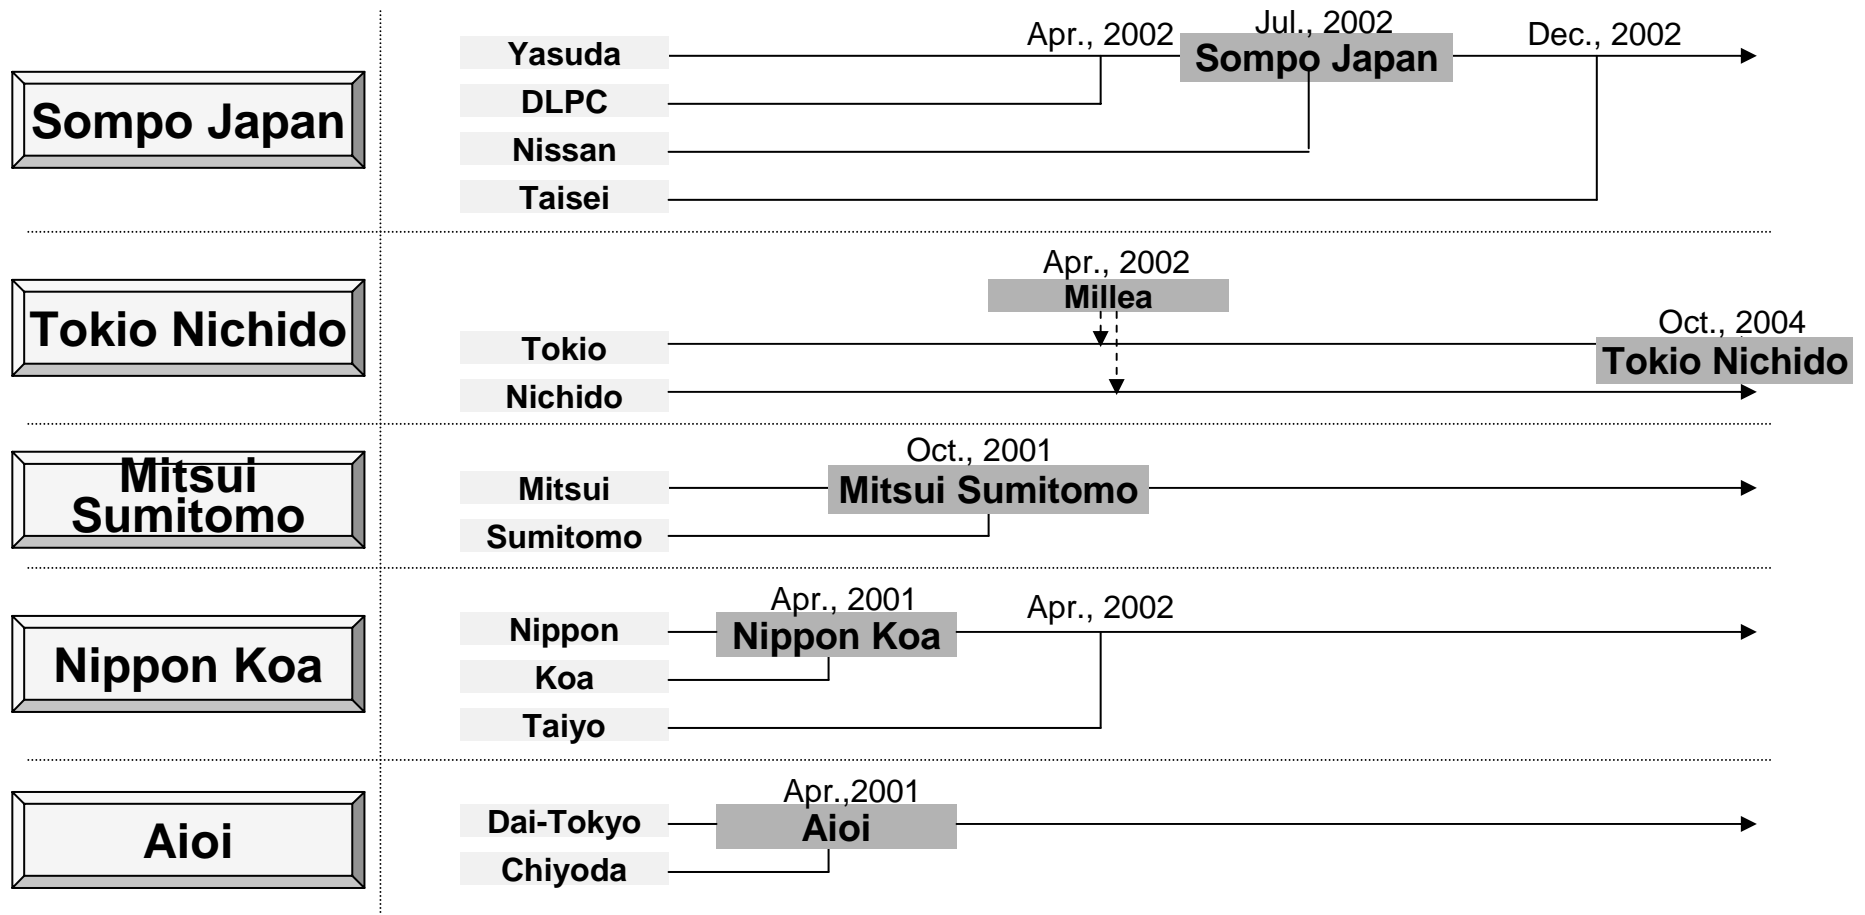 Sompo Japan
Yasuda
DLPC
Nissan
Taisei
Apr., 2002
Jul., 2002
Sompo Japan
Dec., 2002
Tokio Nichido
Apr., 2002
Millea
Tokio
Nichido
Oct., 2004
Tokio Nichido
Mitsui
Sumitomo
Mitsui
Sumitomo
Oct., 2001
Mitsui Sumitomo
Nippon Koa
Nippon
Koa
Taiyo
Apr., 2001
Nippon Koa
Apr., 2002
Aioi
Dai-Tokyo
Chiyoda
Apr.,2001
Aioi